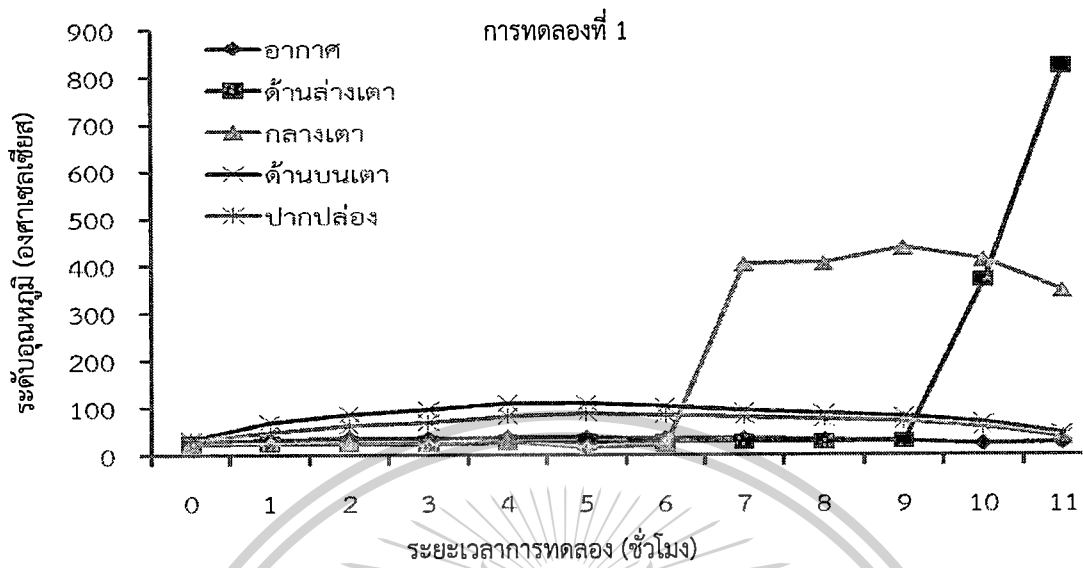 การทดลองที่ 1
900
800
700
600
500
400
300
200
100
0
ระดับอุณหภูมิ (องศาเซลเซียส)
อากาศ
ด้านล่างเตา
กลางเตา
ด้านบนเตา
ปากปล่อง
0 1 2 3 4 5 6 7 8 9 10 11
ระยะเวลาการทดลอง (ชั่วโมง)